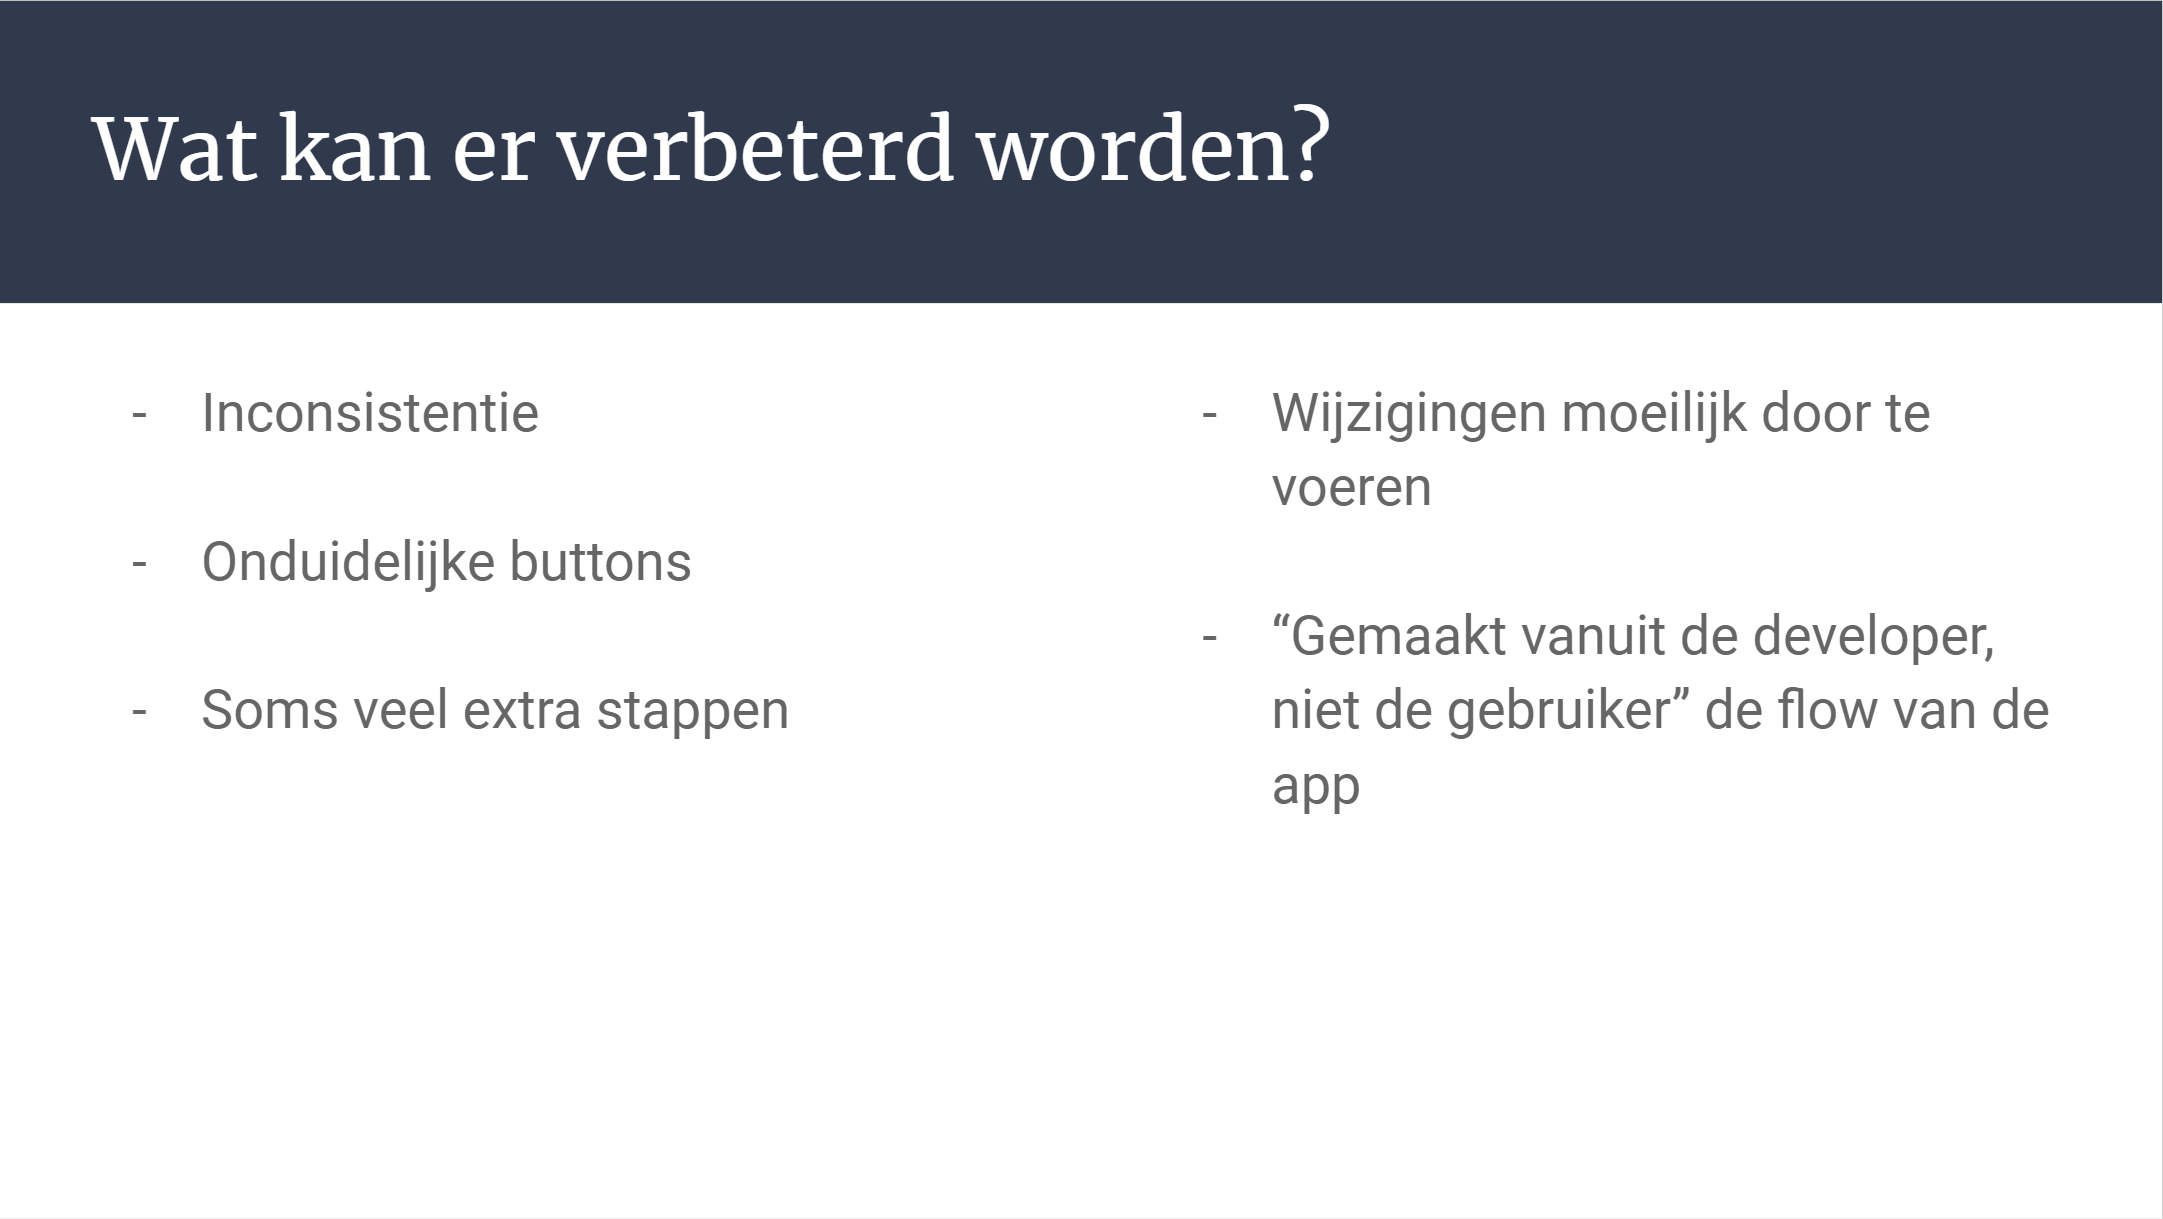 Wat kan er verbeterd worden?
- Inconsistentie
- Onduidelijke buttons
- Soms veel extra stappen
- Wijzigingen moeilijk door te
voeren
- “Gemaakt vanuit de developer,
niet de gebruiker” de flow van de
app